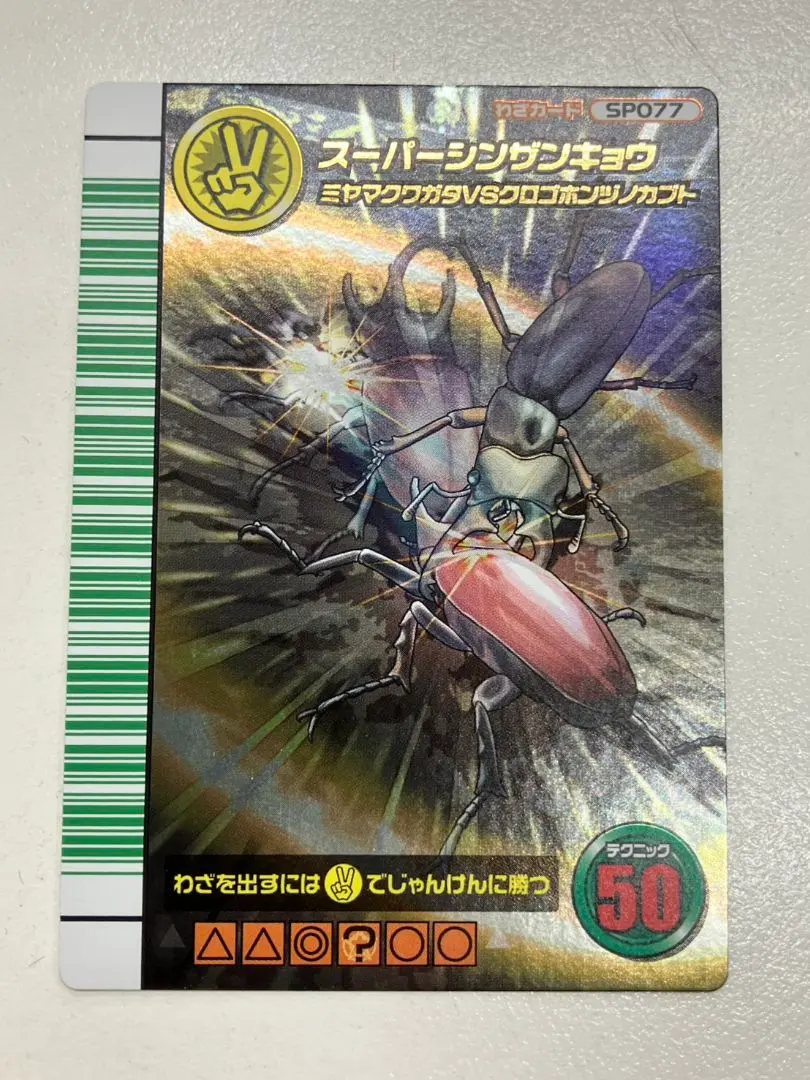 わざカード SP077
スーパーシンザンキョウ
ミヤマクワガタVSクロゴホンヅノカブト
わざを出すには でじゃんけんに勝つ
テクニック
50
△ △ ◎ ? ○ ○